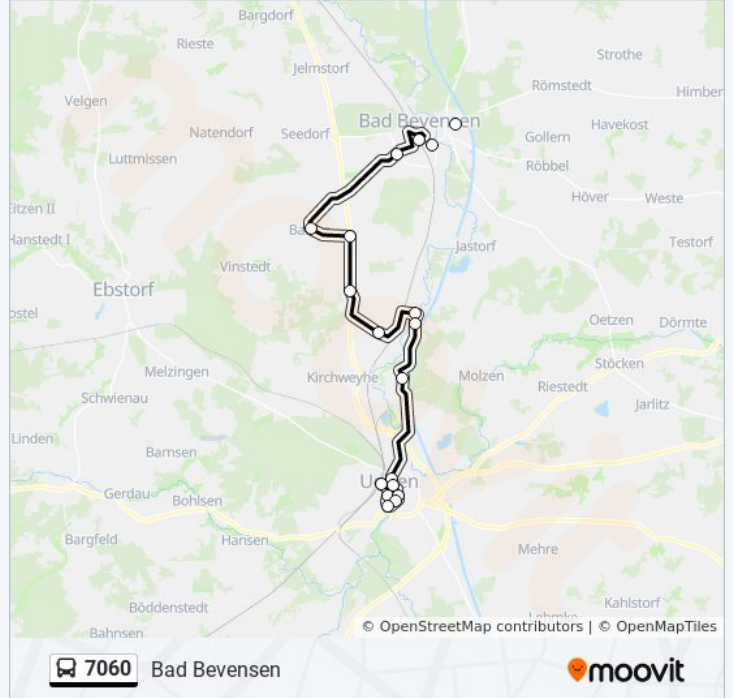 Bargdorf
Rieste
Strothe
Jelmstorf
Römstedt
Himber
Velgen
Bad Bevensen
Havekost
Natendorf
Seedorf
Gollern
Luttmissen
Röbbel
Höver
Weste
Eitzen II
Ba
Hanstedt I
Jastorf
Testorf
Vinstedt
Ebstorf
ostel
Oetzen
Dörmte
Stöcken
Melzingen
Kirchweyhe
Molzen
Riestedt
Schwienau
Jarlitz
Linden
Barnsen
Gerdau
Bohlsen
Bargfeld
Hansen
Mehre
Böddenstedt
Kahlstorf
Lehmke
Bahnsen
© OpenStreetMap contributors | © OpenMapTiles
7060 Bad Bevensen
moovit